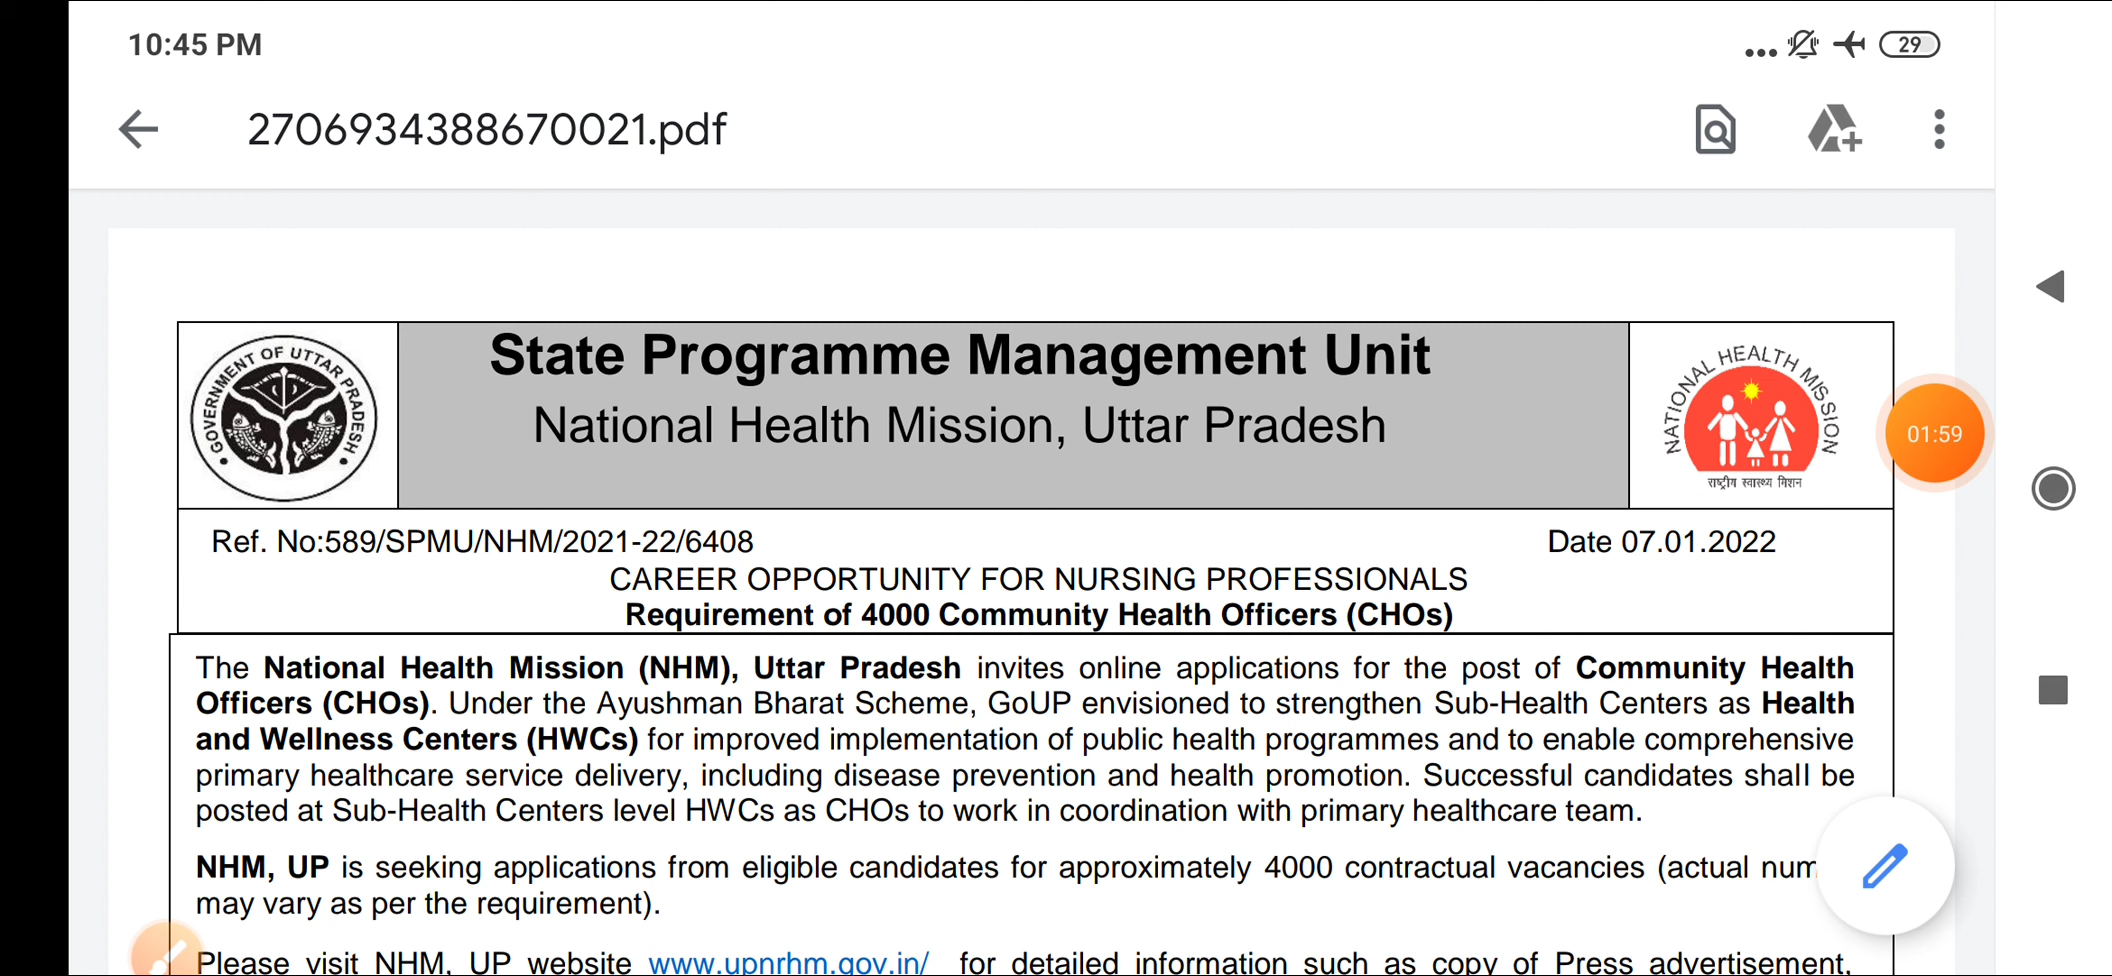 10:45 PM
29
2706934388670021.pdf
GOVERNMENT OF UTTAR PRADESH
State Programme Management Unit
National Health Mission, Uttar Pradesh
NATIONAL HEALTH MISSION
राष्ट्रीय स्वास्थ्य मिशन
01:59
Ref. No:589/SPMU/NHM/2021-22/6408 Date 07.01.2022
CAREER OPPORTUNITY FOR NURSING PROFESSIONALS
Requirement of 4000 Community Health Officers (CHOs)
The National Health Mission (NHM), Uttar Pradesh invites online applications for the post of Community Health
Officers (CHOs). Under the Ayushman Bharat Scheme, GoUP envisioned to strengthen Sub-Health Centers as Health
and Wellness Centers (HWCs) for improved implementation of public health programmes and to enable comprehensive
primary healthcare service delivery, including disease prevention and health promotion. Successful candidates shall be
posted at Sub-Health Centers level HWCs as CHOs to work in coordination with primary healthcare team.
NHM, UP is seeking applications from eligible candidates for approximately 4000 contractual vacancies (actual num
may vary as per the requirement).
Please visit NHM, UP website www.upnrhm.gov.in/ for detailed information such as copy of Press advertisement,